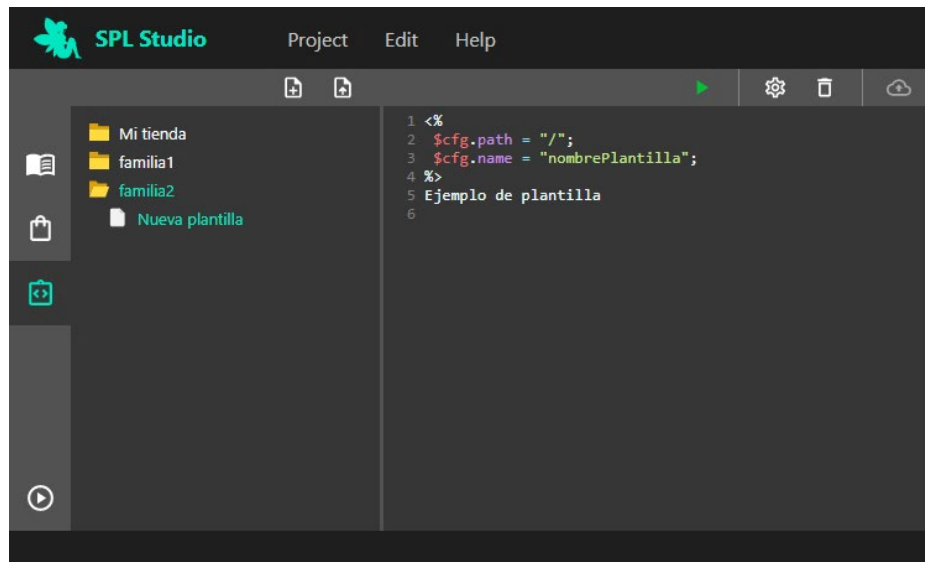 SPL Studio Project Edit Help
Mi tienda
familia1
familia2
Nueva plantilla
1 <%
2 $cfg.path = "/";
3 $cfg.name = "nombrePlantilla";
4 %>
5 Ejemplo de plantilla
6